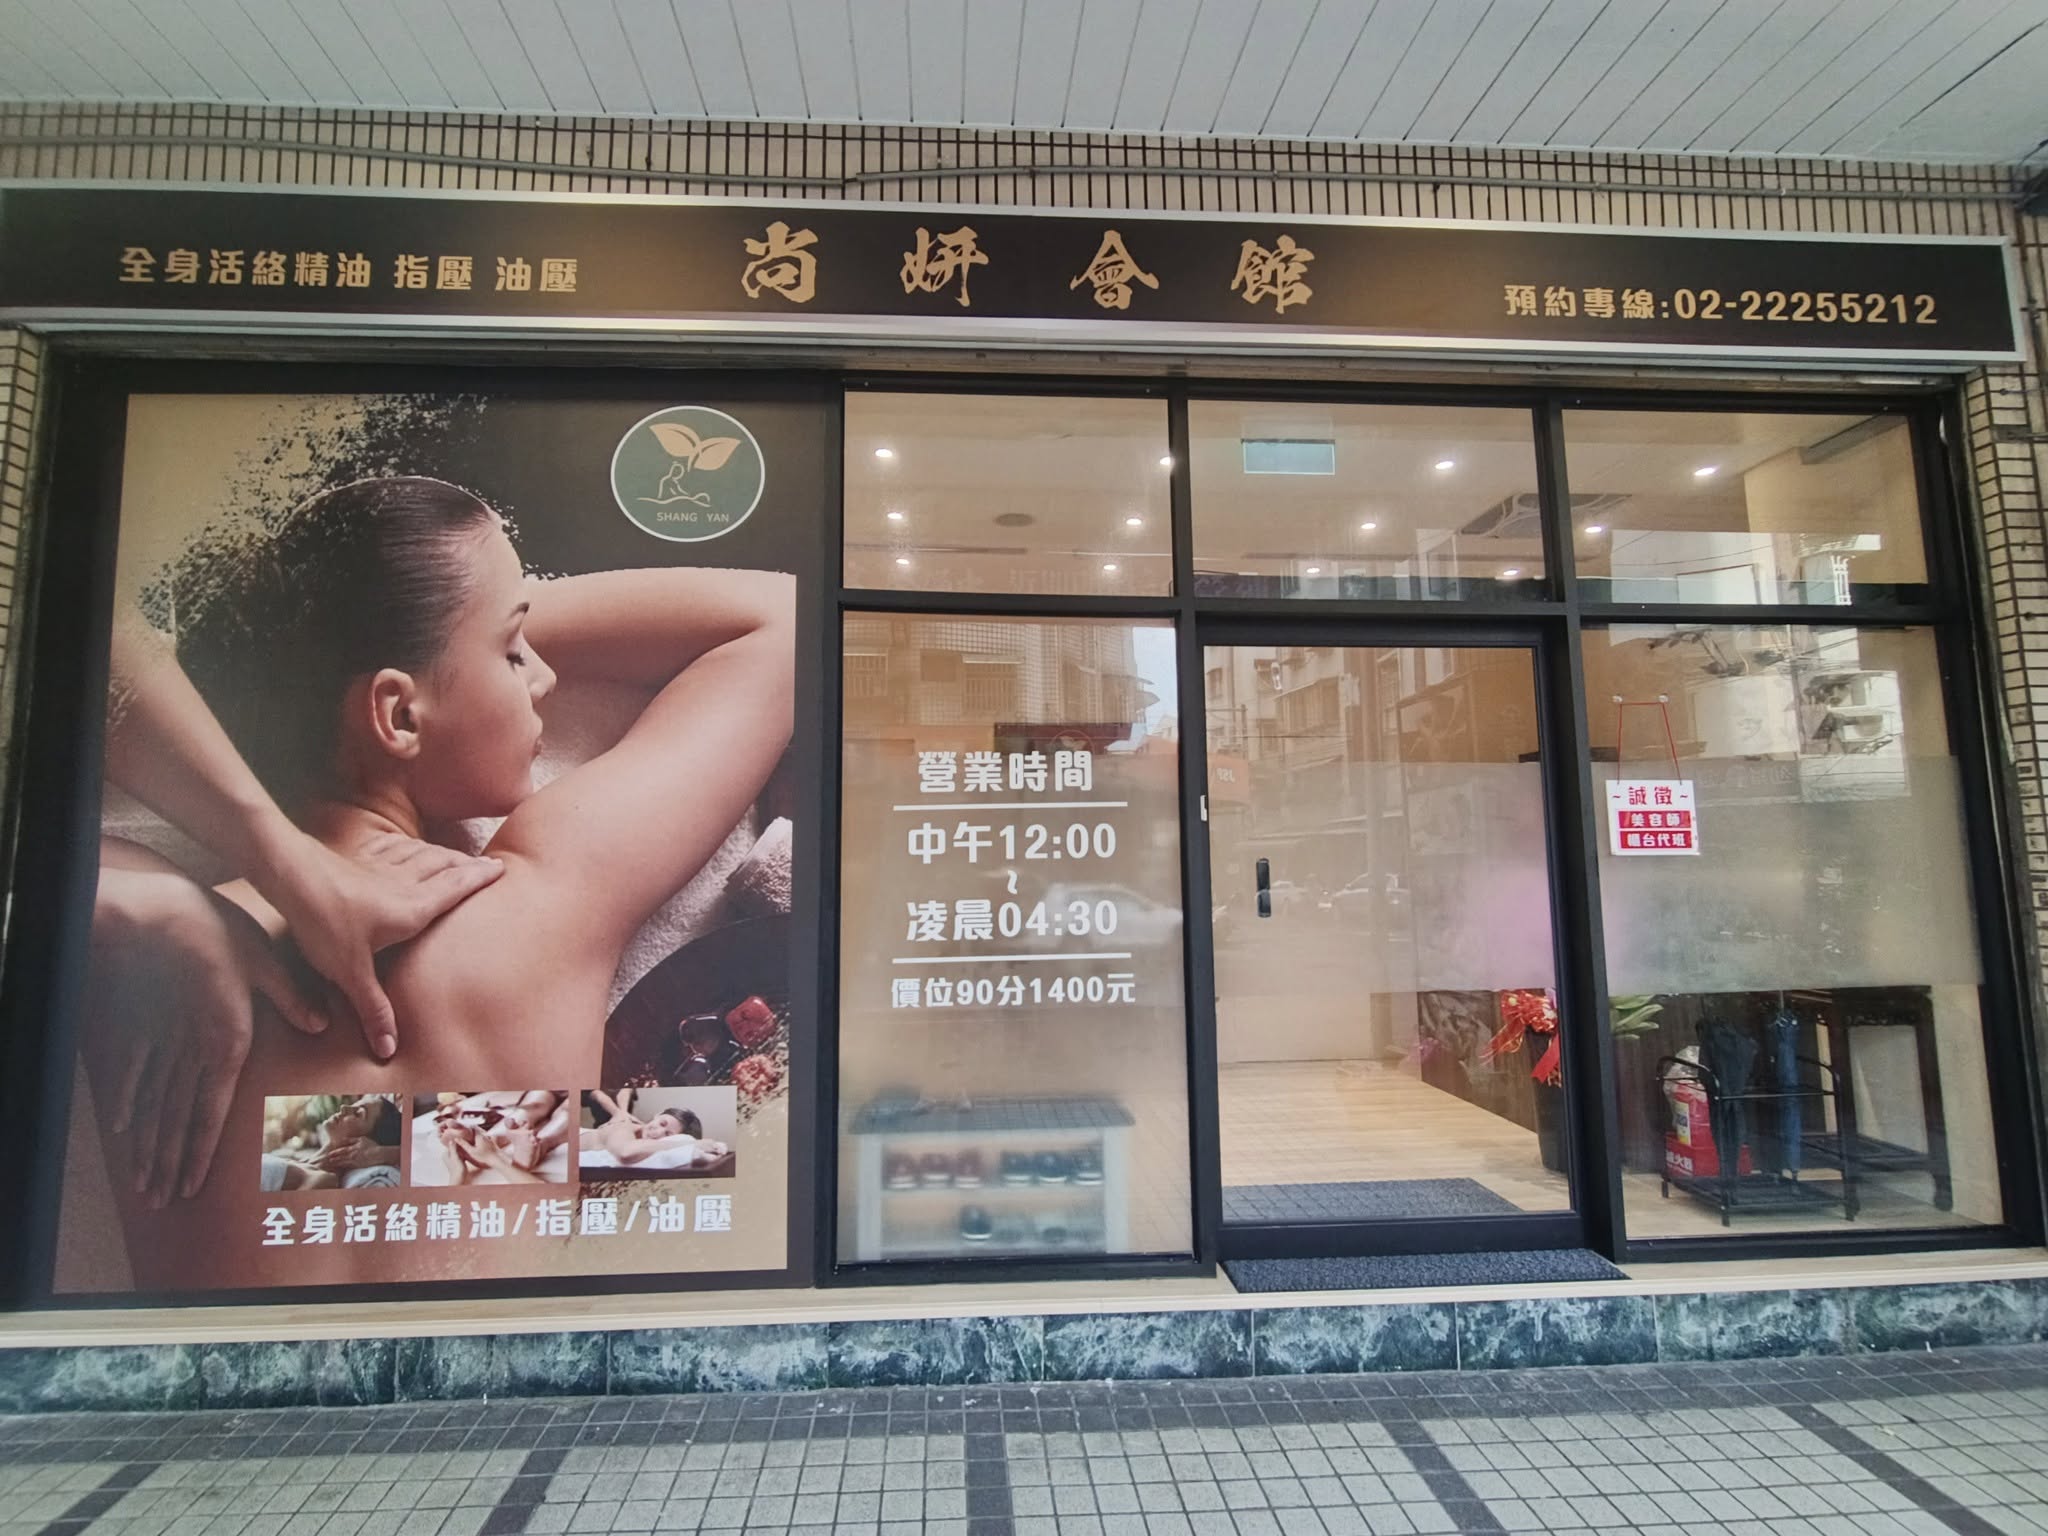 全身活絡精油 指壓 油壓
尚妍會館
預約專線:02-22255212
SHANG YAN
營業時間
中午12:00
~
凌晨04:30
價位90分1400元
~誠徵~
美容師
櫃台代班
全身活絡精油/指壓/油壓